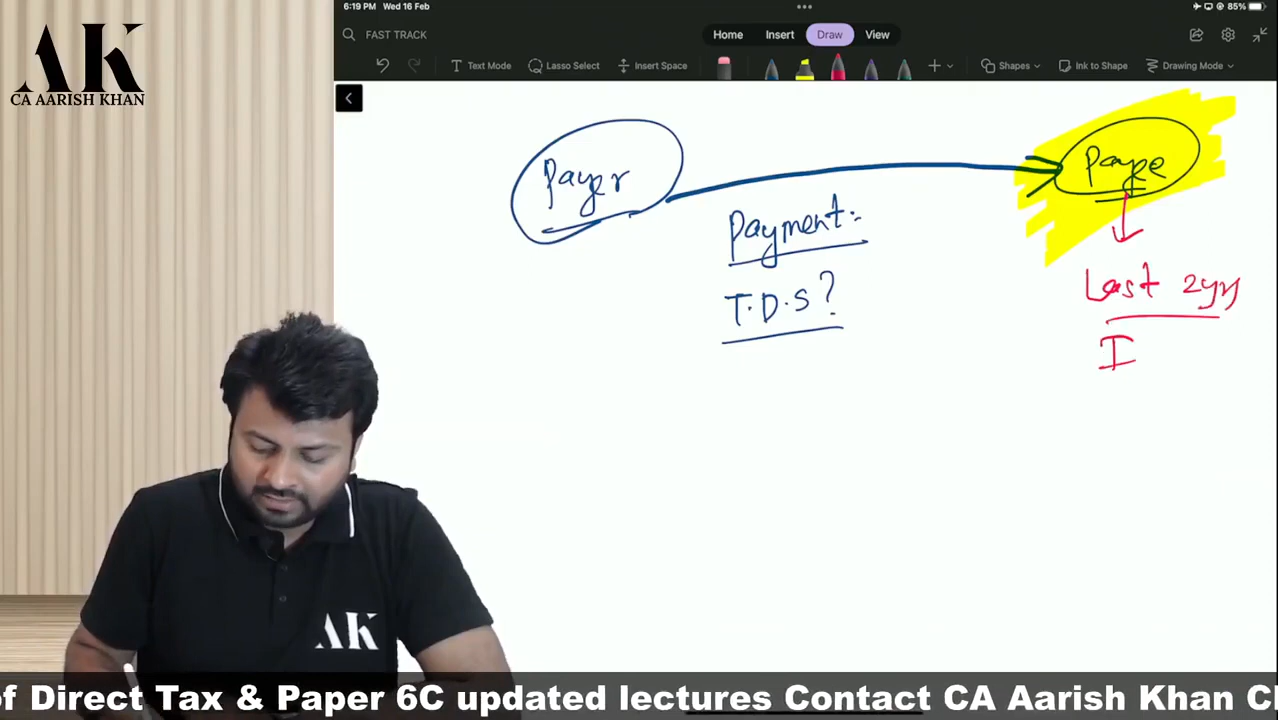 6:19 PM Wed 16 Feb
85%
AK
CA AARISH KHAN
FAST TRACK
Home Insert Draw View
Text Mode Lasso Select Insert Space Shapes Ink to Shape Drawing Mode
Payer
Payee
Payment:-
T.D.S?
Last 2yrs
I
AK
of Direct Tax & Paper 6C updated lectures Contact CA Aarish Khan C